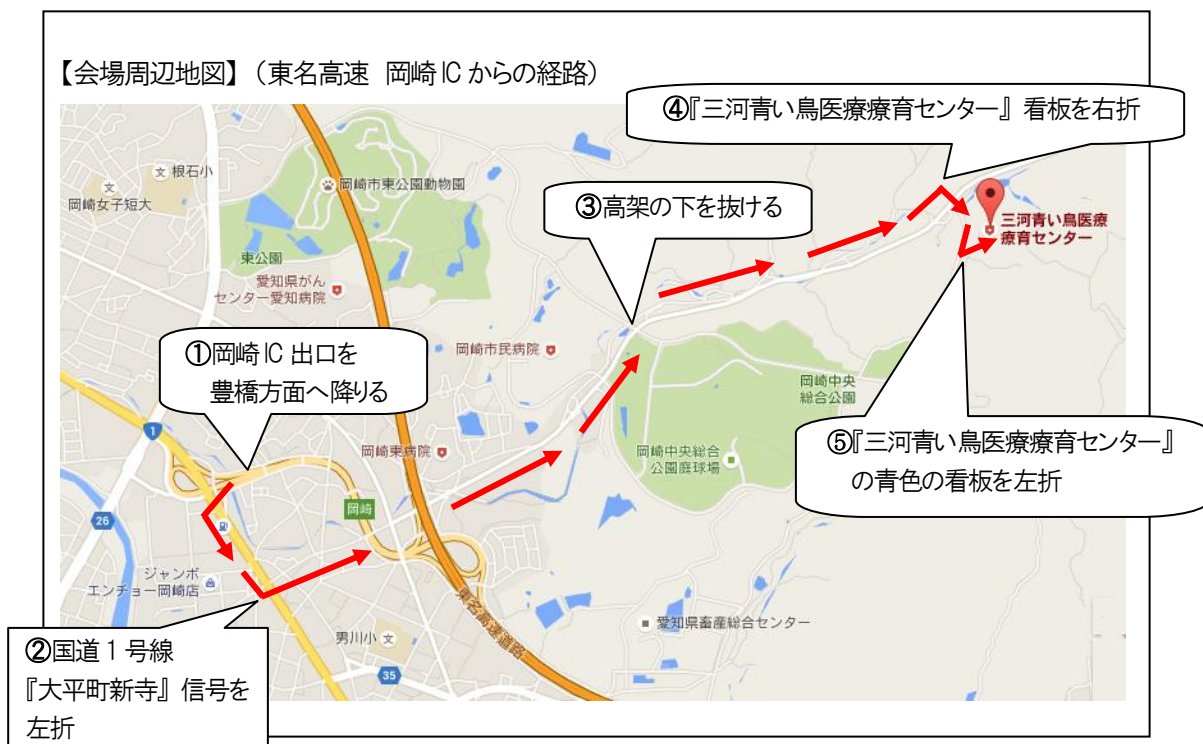 【会場周辺地図】（東名高速 岡崎ICからの経路）
④『三河青い鳥医療療育センター』看板を右折
③高架の下を抜ける
①岡崎IC出口を
豊橋方面へ降りる
⑤『三河青い鳥医療療育センター』
の青色の看板を左折
②国道1号線
『大平町新寺』信号を
左折
根石小
岡崎女子短大
岡崎市東公園動物園
東公園
愛知県がん
センター愛知病院
三河青い鳥医療
療育センター
岡崎市民病院
岡崎中央
総合公園
岡崎東病院
岡崎中央総合
公園庭球場
1
岡崎
26
ジャンボ
エンチョー岡崎店
東名高速道路
愛知県畜産総合センター
男川小
文
文
文
35